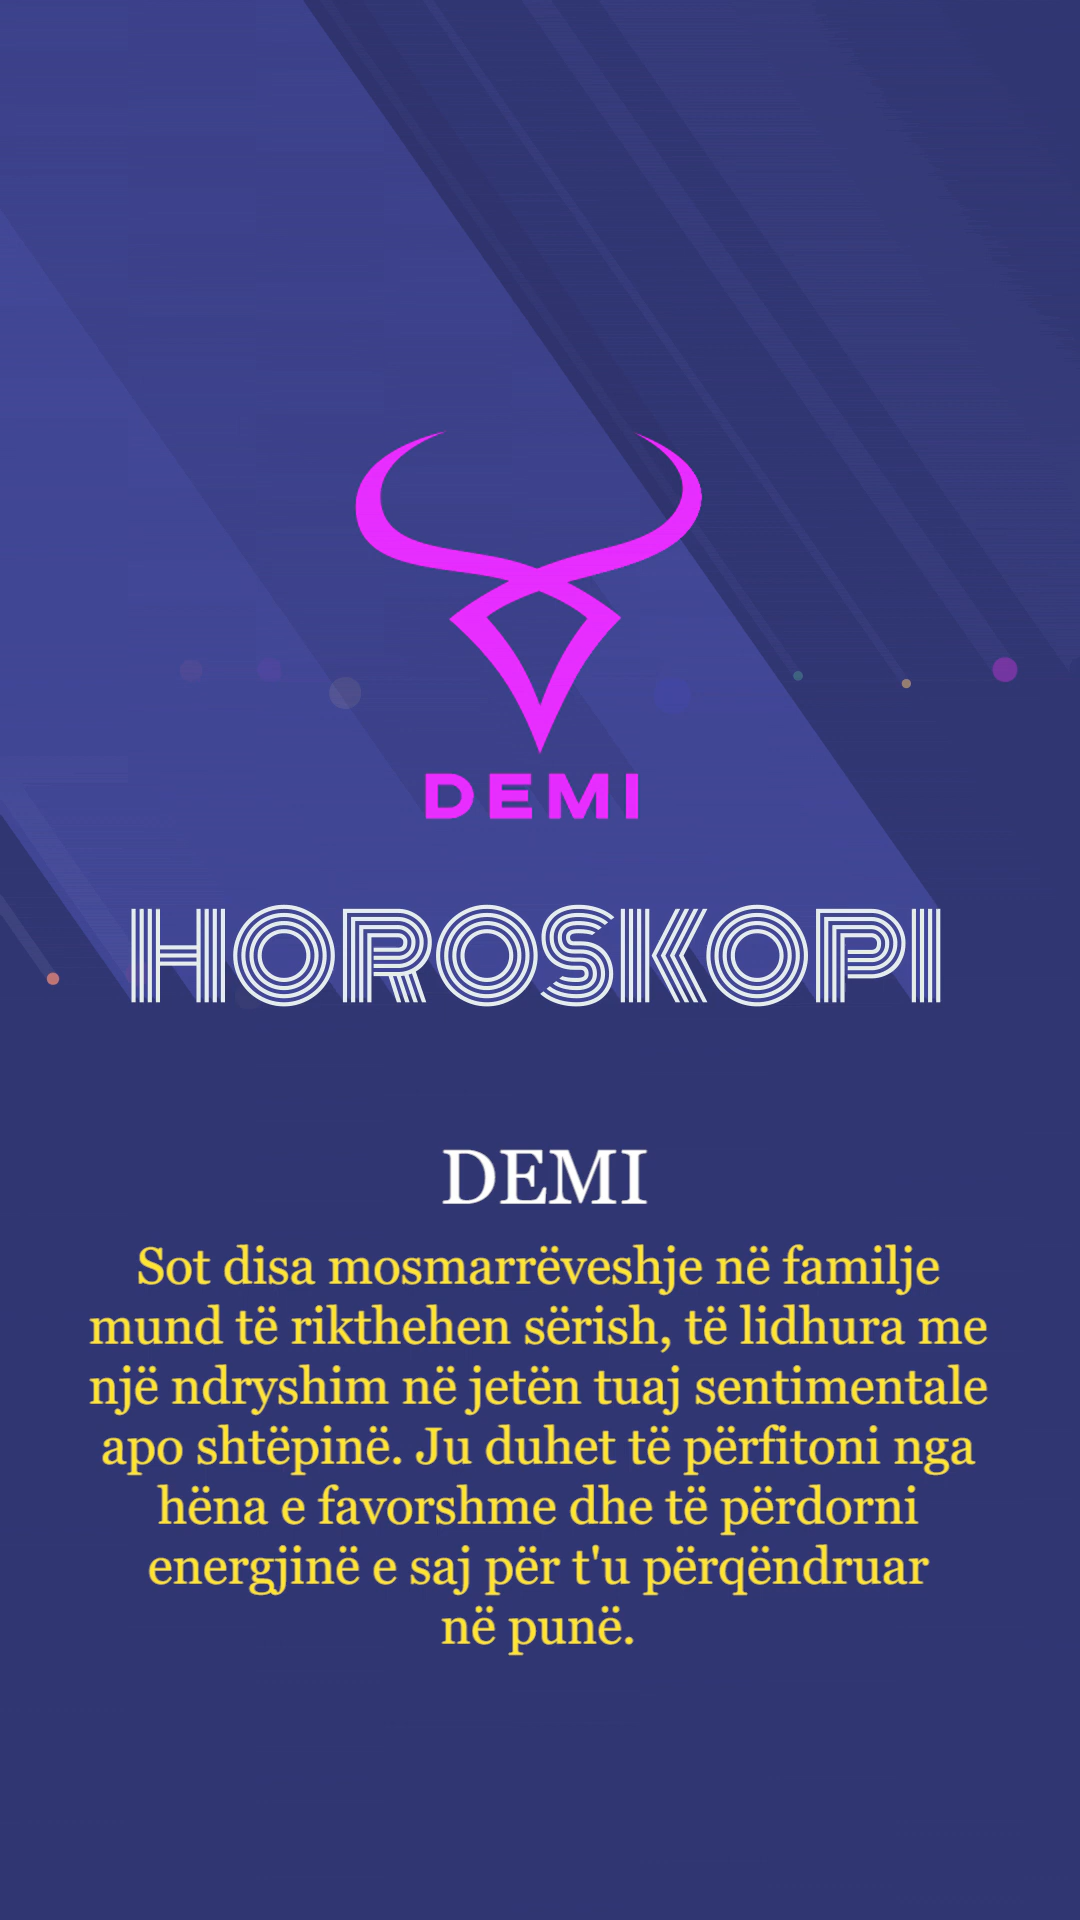 DEMI
HOROSKOPI
DEMI
Sot disa mosmarrëveshje në familje
mund të rikthehen sërish, të lidhura me
një ndryshim në jetën tuaj sentimentale
apo shtëpinë. Ju duhet të përfitoni nga
hëna e favorshme dhe të përdorni
energjinë e saj për t'u përqëndruar
në punë.